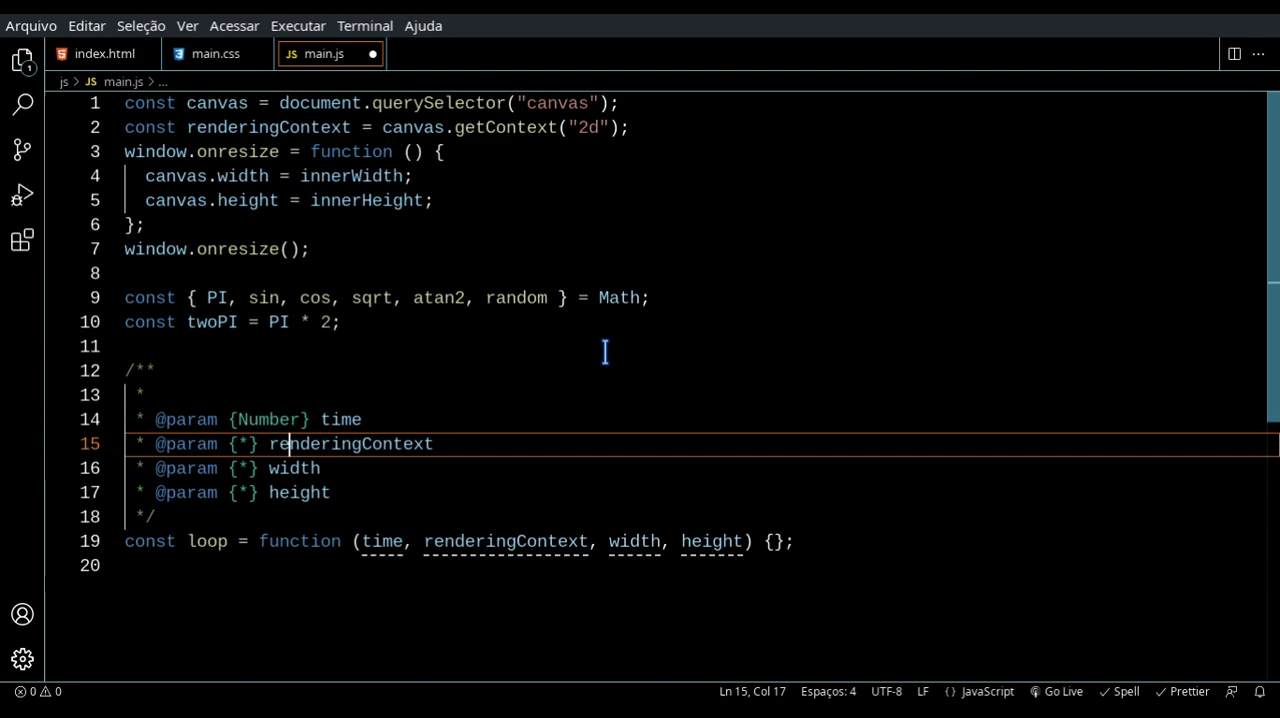 Arquivo Editar Seleção Ver Acessar Executar Terminal Ajuda
1
index.html
main.css
JS main.js
js > JS main.js > ...
1 const canvas = document.querySelector("canvas");
2 const renderingContext = canvas.getContext("2d");
3 window.onresize = function () {
4 canvas.width = innerWidth;
5 canvas.height = innerHeight;
6 };
7 window.onresize();
8
9 const { PI, sin, cos, sqrt, atan2, random } = Math;
10 const twoPI = PI * 2;
11
12 /**
13 *
14 * @param {Number} time
15 * @param {*} renderingContext
16 * @param {*} width
17 * @param {*} height
18 */
19 const loop = function (time, renderingContext, width, height) {};
20
0 0 Ln 15, Col 17 Espaços: 4 UTF-8 LF {} JavaScript Go Live Spell Prettier